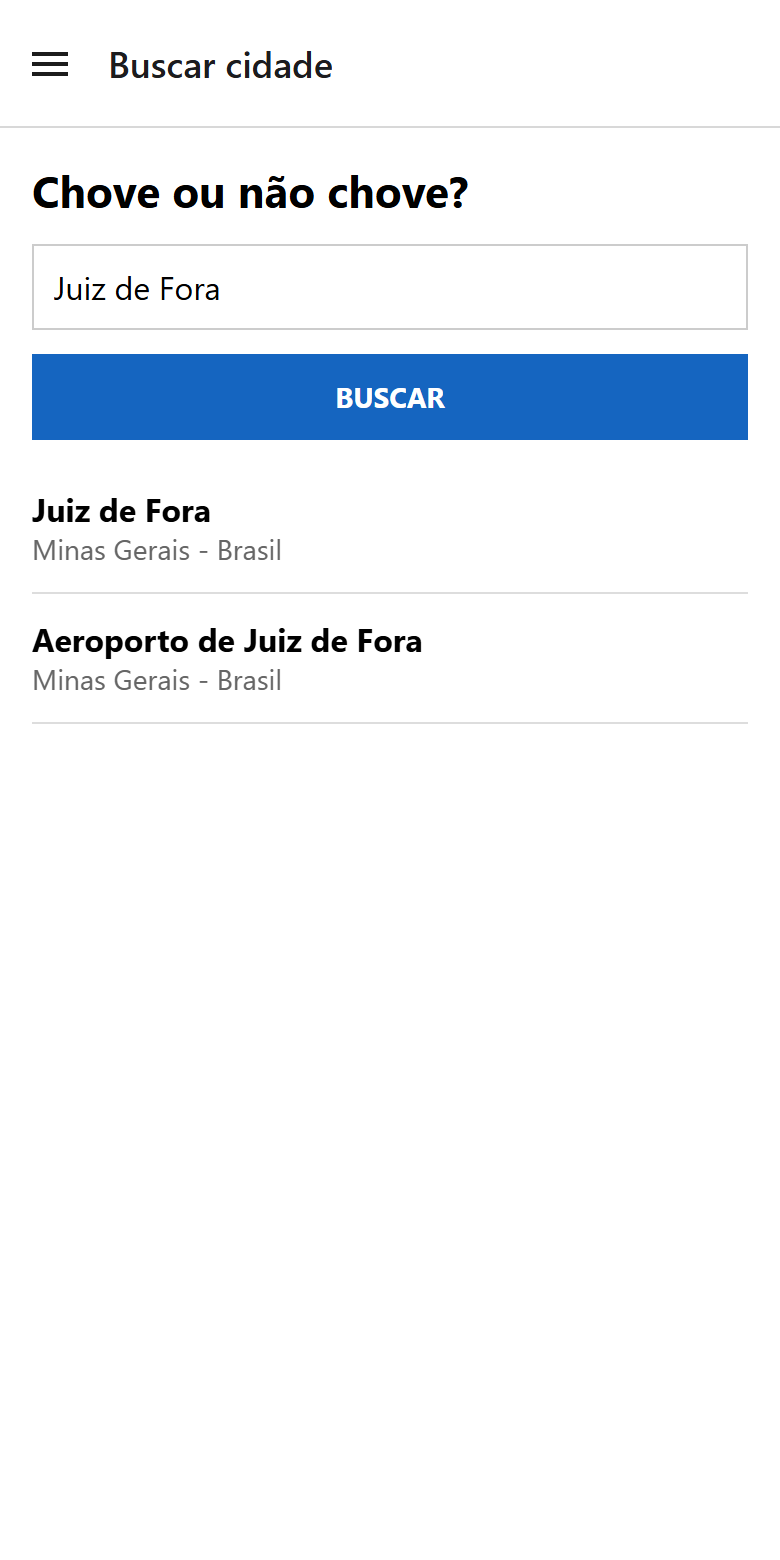 Buscar cidade
Chove ou não chove?
Juiz de Fora
BUSCAR
Juiz de Fora
Minas Gerais - Brasil
Aeroporto de Juiz de Fora
Minas Gerais - Brasil